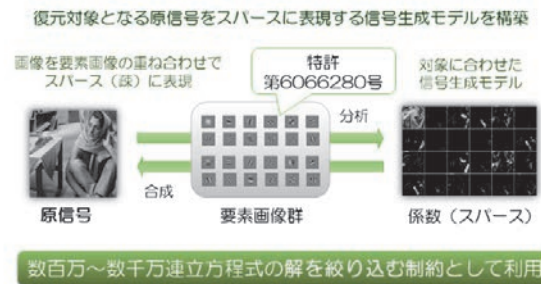 復元対象となる原信号をスパースに表現する信号生成モデルを構築
画像を要素画像の重ね合わせで
スパース（疎）に表現
特許
第6066280号
対象に合わせた
信号生成モデル
分析
合成
原信号
要素画像群
係数（スパース）
数百万～数千万連立方程式の解を絞り込む制約として利用